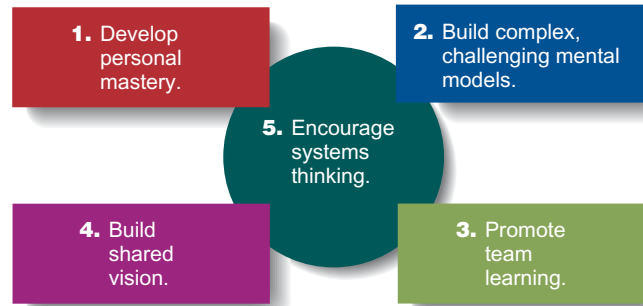 1. Develop
personal
mastery.
2. Build complex,
challenging mental
models.
5. Encourage
systems
thinking.
4. Build
shared
vision.
3. Promote
team
learning.